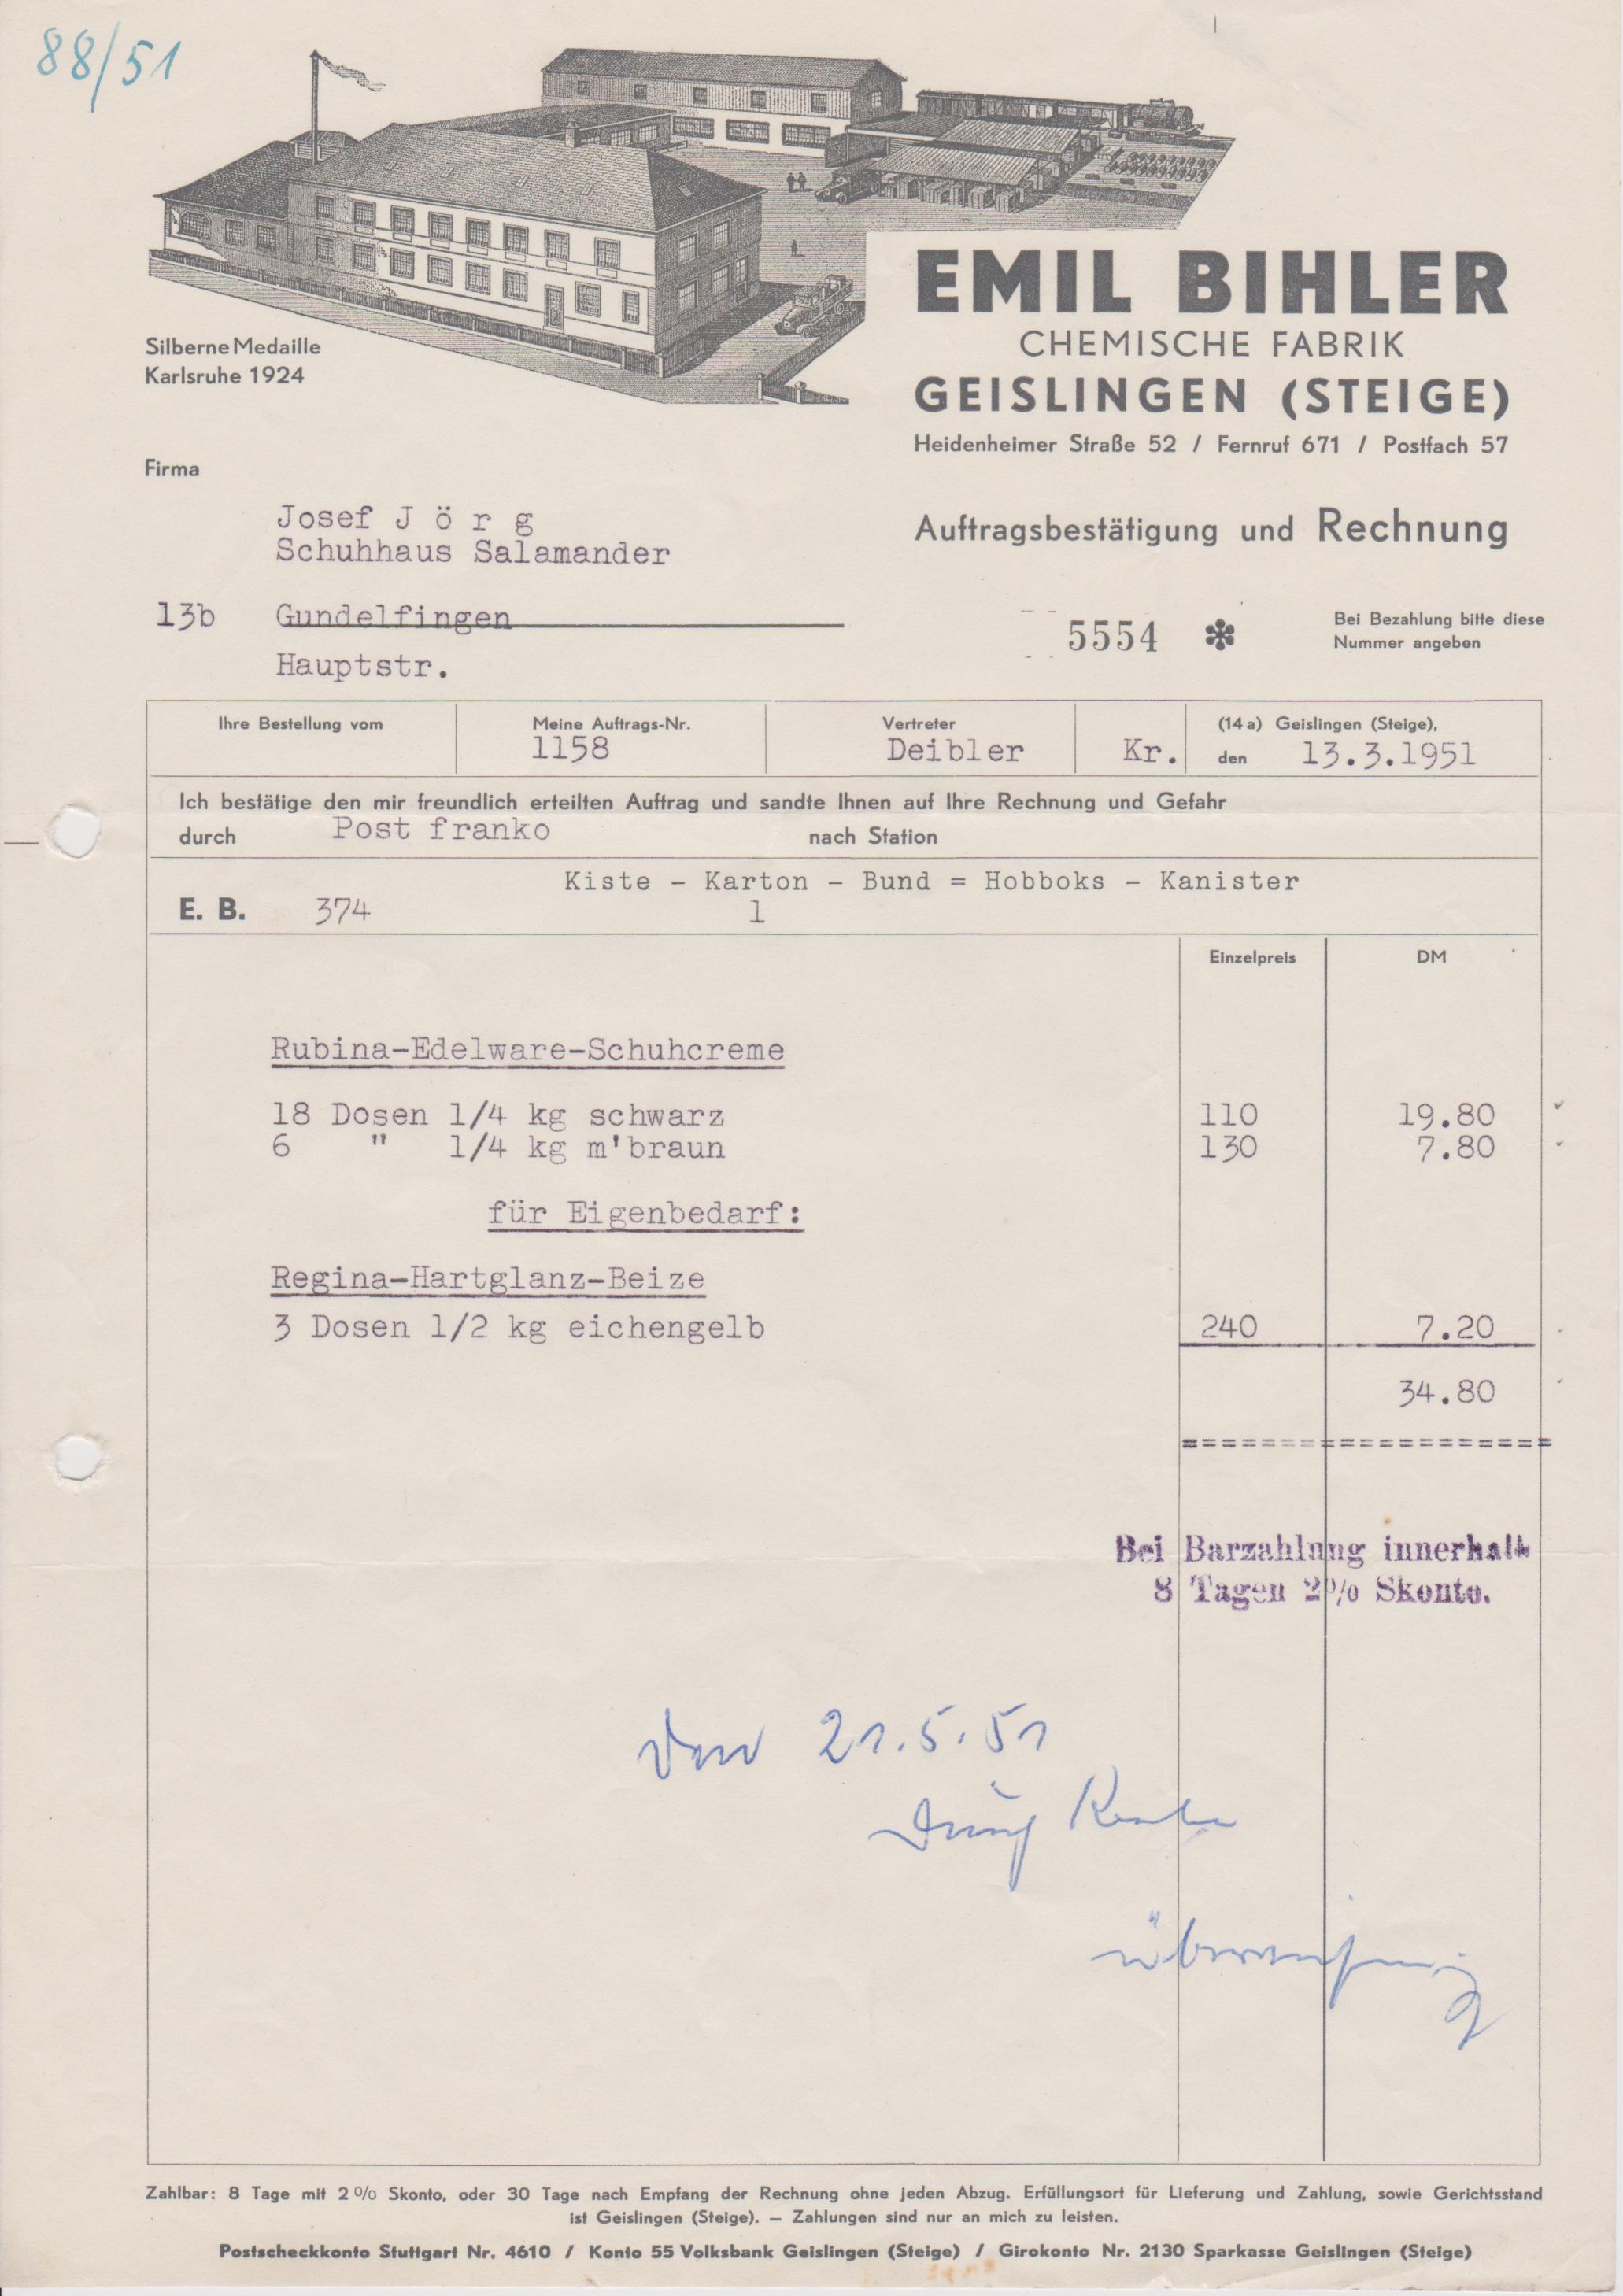 88/51
Silberne Medaille
Karlsruhe 1924
EMIL BIHLER
CHEMISCHE FABRIK
GEISLINGEN (STEIGE)
Heidenheimer Straße 52 / Fernruf 671 / Postfach 57
Firma
Josef J ö r g
Schuhhaus Salamander
13b Gundelfingen
Hauptstr.
Auftragsbestätigung und Rechnung
5554 ✻
Bei Bezahlung bitte diese
Nummer angeben
Ihre Bestellung vom Meine Auftrags-Nr. Vertreter (14a) Geislingen (Steige),
1158 Deibler Kr. den 13.3.1951
Ich bestätige den mir freundlich erteilten Auftrag und sandte Ihnen auf Ihre Rechnung und Gefahr
durch Post franko nach Station
Kiste - Karton - Bund = Hobboks - Kanister
E. B. 374 1
Einzelpreis DM
Rubina-Edelware-Schuhcreme
18 Dosen 1/4 kg schwarz 110 19.80
6 " 1/4 kg m'braun 130 7.80
für Eigenbedarf:
Regina-Hartglanz-Beize
3 Dosen 1/2 kg eichengelb 240 7.20
34.80
===================
Bei Barzahlung innerhalb
8 Tagen 2% Skonto.
Den 21.5.51
überweisung
Zahlbar: 8 Tage mit 2% Skonto, oder 30 Tage nach Empfang der Rechnung ohne jeden Abzug. Erfüllungsort für Lieferung und Zahlung, sowie Gerichtsstand
ist Geislingen (Steige). — Zahlungen sind nur an mich zu leisten.
Postscheckkonto Stuttgart Nr. 4610 / Konto 55 Volksbank Geislingen (Steige) / Girokonto Nr. 2130 Sparkasse Geislingen (Steige)